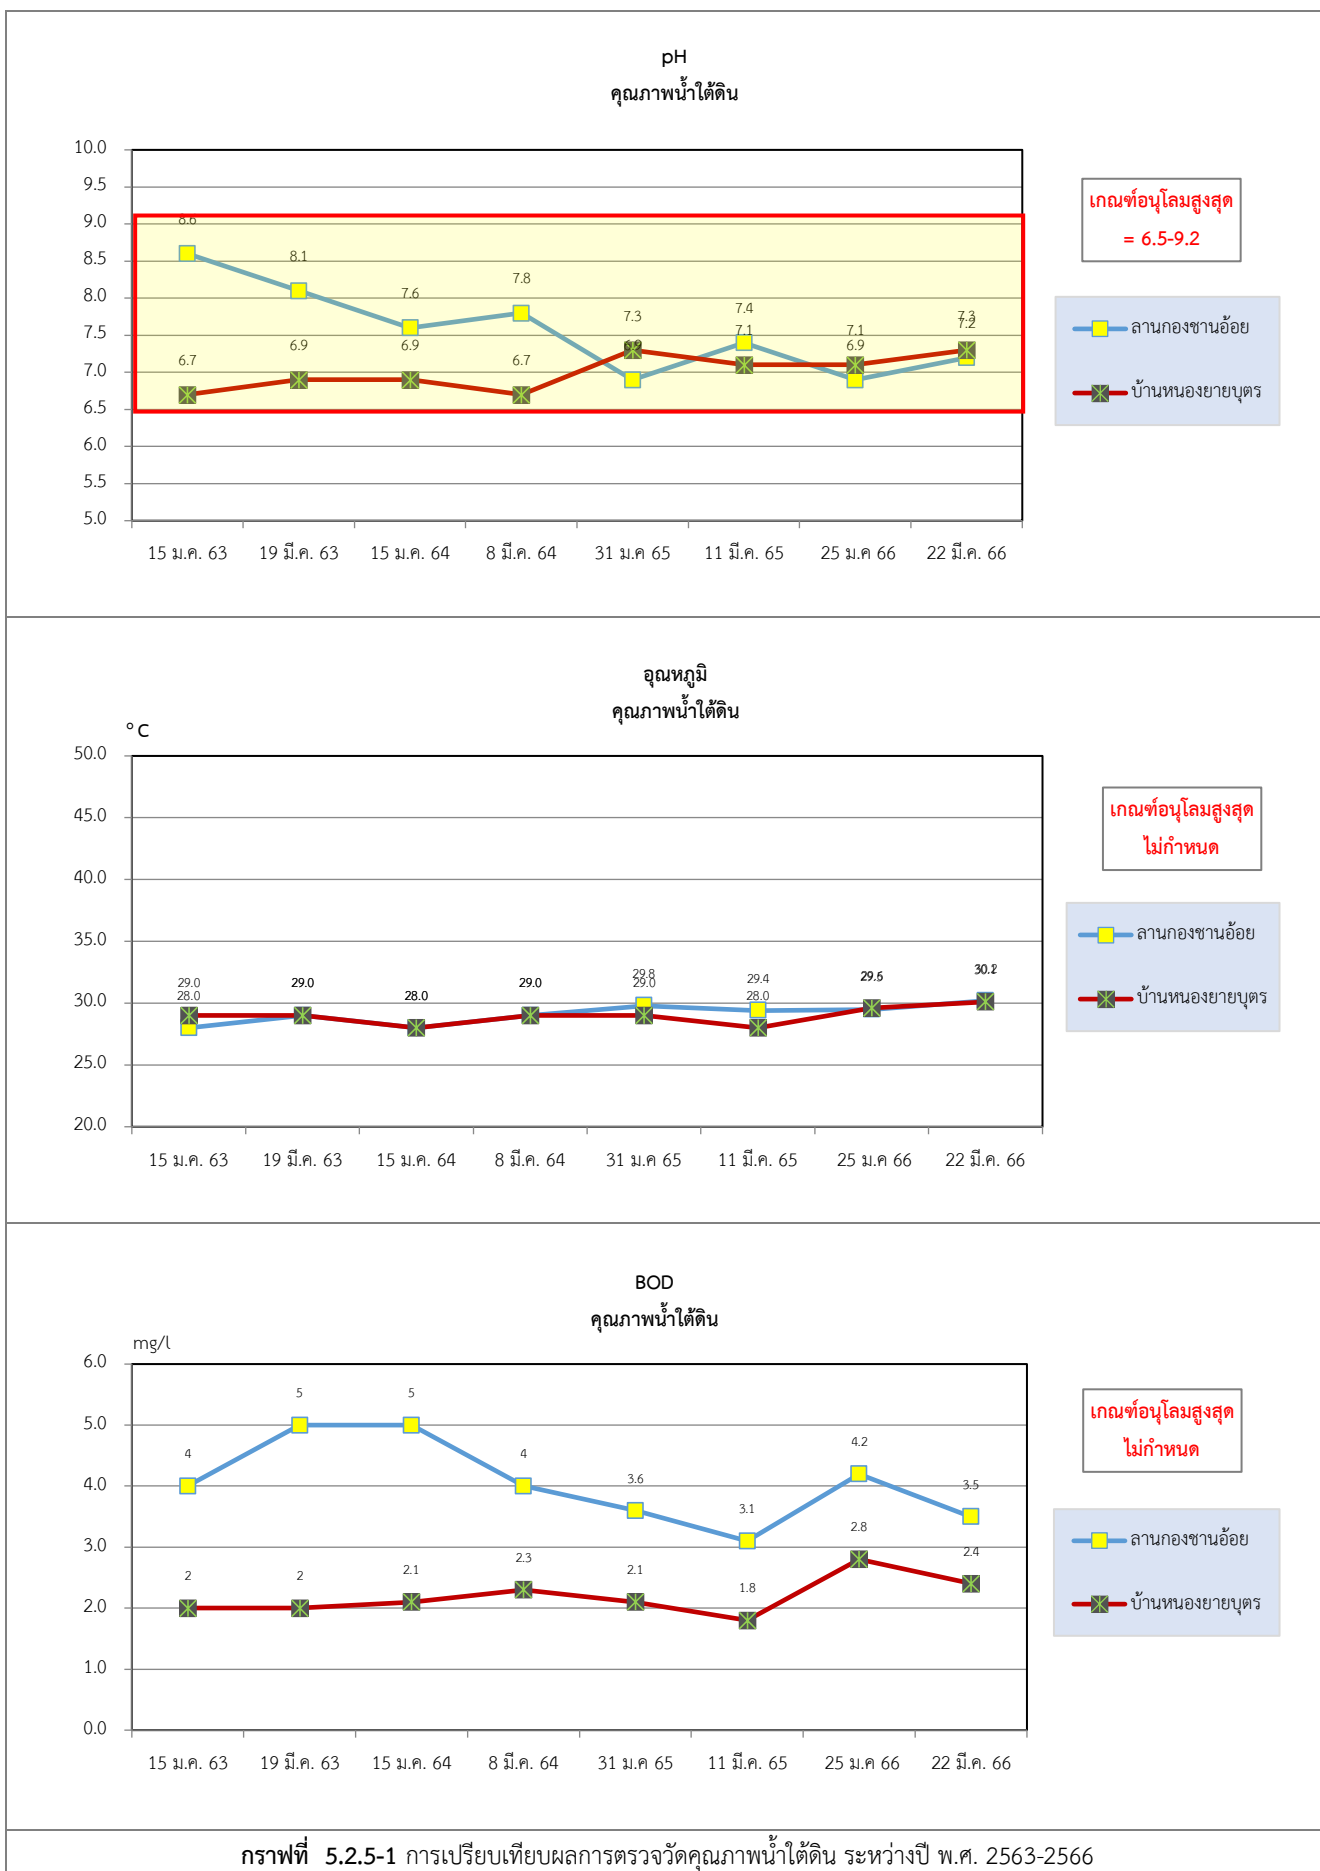 pH
คุณภาพน้ำใต้ดิน
10.0
9.5
9.0
8.5
8.0
7.5
7.0
6.5
6.0
5.5
5.0
8.6
8.1
7.6
7.8
6.9
7.4
6.9
7.2
6.7
6.9
6.9
6.7
7.3
7.1
7.1
7.3
15 ม.ค. 63
19 มี.ค. 63
15 ม.ค. 64
8 มี.ค. 64
31 ม.ค 65
11 มี.ค. 65
25 ม.ค 66
22 มี.ค. 66
เกณฑ์อนุโลมสูงสุด
= 6.5-9.2
ลานกองชานอ้อย
บ้านหนองยายบุตร
อุณหภูมิ
คุณภาพน้ำใต้ดิน
° C
50.0
45.0
40.0
35.0
30.0
25.0
20.0
28.0
29.0
28.0
29.0
29.8
29.4
29.5
30.2
29.0
29.0
28.0
29.0
29.0
28.0
29.6
30.1
15 ม.ค. 63
19 มี.ค. 63
15 ม.ค. 64
8 มี.ค. 64
31 ม.ค 65
11 มี.ค. 65
25 ม.ค 66
22 มี.ค. 66
เกณฑ์อนุโลมสูงสุด
ไม่กำหนด
ลานกองชานอ้อย
บ้านหนองยายบุตร
BOD
คุณภาพน้ำใต้ดิน
mg/l
6.0
5.0
4.0
3.0
2.0
1.0
0.0
4
5
5
4
3.6
3.1
4.2
3.5
2
2
2.1
2.3
2.1
1.8
2.8
2.4
15 ม.ค. 63
19 มี.ค. 63
15 ม.ค. 64
8 มี.ค. 64
31 ม.ค 65
11 มี.ค. 65
25 ม.ค 66
22 มี.ค. 66
เกณฑ์อนุโลมสูงสุด
ไม่กำหนด
ลานกองชานอ้อย
บ้านหนองยายบุตร
กราฟที่ 5.2.5-1 การเปรียบเทียบผลการตรวจวัดคุณภาพน้ำใต้ดิน ระหว่างปี พ.ศ. 2563-2566